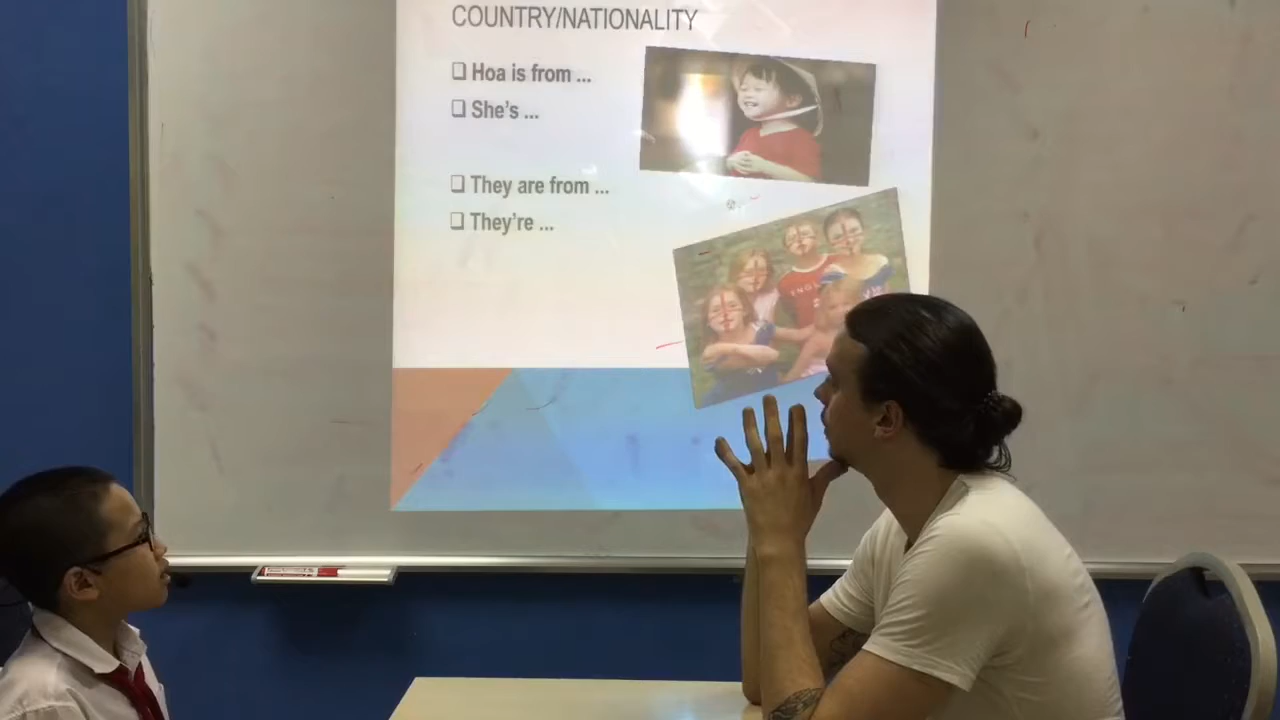 COUNTRY/NATIONALITY
❑ Hoa is from ...
❑ She's ...
❑ They are from ...
❑ They're ...